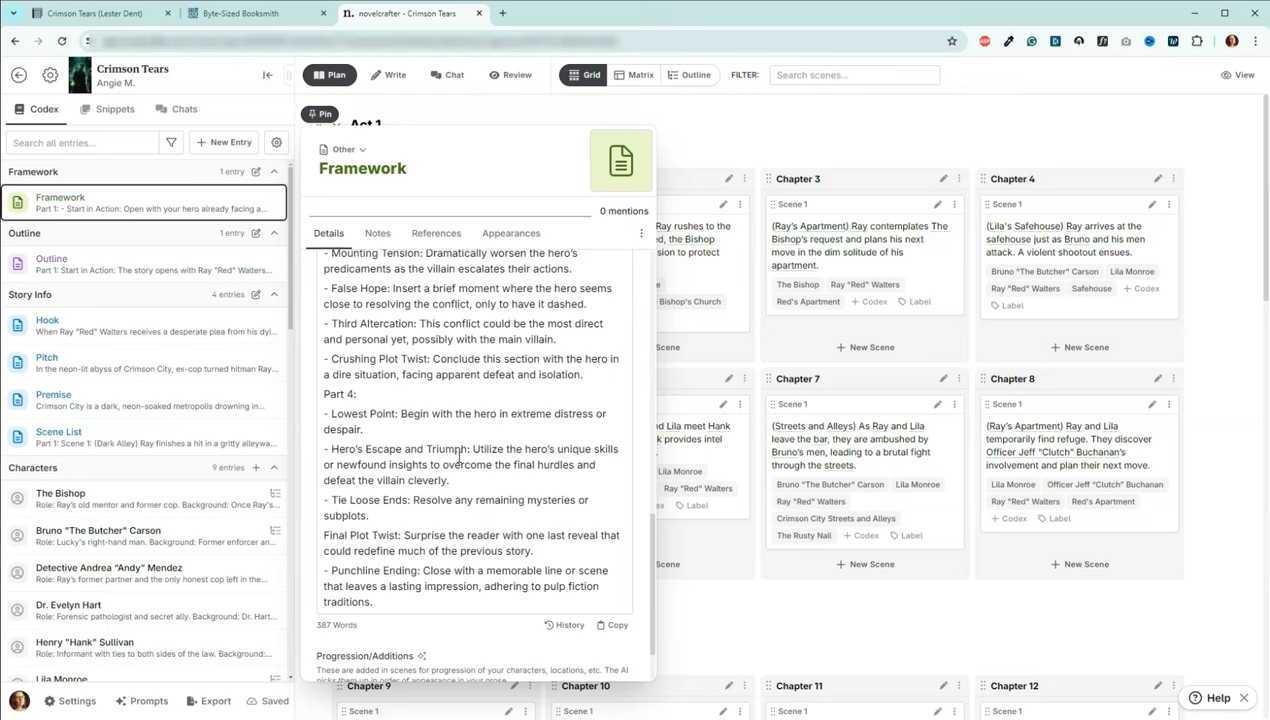 Crimson Tears (Lester Dent)
Byte-Sized Booksmith
novelcrafter - Crimson Tears
Crimson Tears
Angie M.
Plan
Write
Chat
Review
Grid
Matrix
Outline
FILTER:
Search scenes...
View
Codex
Snippets
Chats
Search all entries...
+ New Entry
Framework
1 entry
Framework
Part 1: - Start in Action: Open with your hero already facing a...
Outline
1 entry
Outline
Part 1: Start in Action: The story opens with Ray "Red" Walters...
Story Info
4 entries
Hook
When Ray "Red" Walters receives a desperate plea from his dyi...
Pitch
In the neon-lit abyss of Crimson City, ex-cop turned hitman Ray...
Premise
Crimson City is a dark, neon-soaked metropolis drowning in...
Scene List
Part 1: Scene 1: (Dark Alley) Ray finishes a hit in a gritty alleywa...
Characters
9 entries
The Bishop
Role: Ray's old mentor and former cop. Background: Once Ray's...
Bruno "The Butcher" Carson
Role: Lucky's right-hand man. Background: Former enforcer an...
Detective Andrea “Andy” Mendez
Role: Ray's former partner and the only honest cop left in the...
Dr. Evelyn Hart
Role: Forensic pathologist and secret ally. Background: Dr. Hart...
Henry "Hank" Sullivan
Role: Informant with ties to both sides of the law. Background:...
Lila Monroe
Settings
Prompts
Export
Saved
Pin
Act 1
Other
Framework
0 mentions
Details
Notes
References
Appearances
- Mounting Tension: Dramatically worsen the hero’s
predicaments as the villain escalates their actions.
- False Hope: Insert a brief moment where the hero seems
close to resolving the conflict, only to have it dashed.
- Third Altercation: This conflict could be the most direct
and personal yet, possibly with the main villain.
- Crushing Plot Twist: Conclude this section with the hero in
a dire situation, facing apparent defeat and isolation.
Part 4:
- Lowest Point: Begin with the hero in extreme distress or
despair.
- Hero’s Escape and Triumph: Utilize the hero’s unique skills
or newfound insights to overcome the final hurdles and
defeat the villain cleverly.
- Tie Loose Ends: Resolve any remaining mysteries or
subplots.
Final Plot Twist: Surprise the reader with one last reveal that
could redefine much of the previous story.
- Punchline Ending: Close with a memorable line or scene
that leaves a lasting impression, adhering to pulp fiction
traditions.
387 Words
History
Copy
Progression/Additions
These are added in scenes for progression of your characters, locations, etc. The AI
picks them up in order of appearance in your prose.
Ray rushes to the
ed, the Bishop
sion to protect
Bishop's Church
Scene
Chapter 3
Scene 1
(Ray's Apartment) Ray contemplates The
Bishop's request and plans his next
move in the dim solitude of his
apartment.
The Bishop
Ray "Red" Walters
Red's Apartment
+ Codex
Label
+ New Scene
Chapter 4
Scene 1
(Lila's Safehouse) Ray arrives at the
safehouse just as Bruno and his men
attack. A violent shootout ensues.
Bruno "The Butcher" Carson
Lila Monroe
Ray "Red" Walters
Safehouse
+ Codex
Label
+ New Scene
and Lila meet Hank
k provides intel
Lila Monroe
Ray "Red" Walters
Label
Scene
Chapter 7
Scene 1
(Streets and Alleys) As Ray and Lila
leave the bar, they are ambushed by
Bruno's men, leading to a brutal fight
through the streets.
Bruno "The Butcher" Carson
Lila Monroe
Ray "Red" Walters
Crimson City Streets and Alleys
The Rusty Nail
+ Codex
Label
+ New Scene
Chapter 8
Scene 1
(Ray's Apartment) Ray and Lila
temporarily find refuge. They discover
Officer Jeff “Clutch” Buchanan's
involvement and plan their next move.
Lila Monroe
Officer Jeff “Clutch” Buchanan
Ray "Red" Walters
Red's Apartment
+ Codex
Label
+ New Scene
Chapter 9
Scene 1
Chapter 10
Scene 1
Chapter 11
Scene 1
Chapter 12
Scene 1
Help